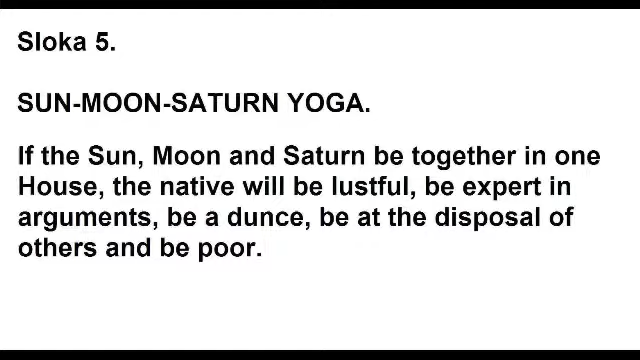 Sloka 5.
SUN-MOON-SATURN YOGA.
If the Sun, Moon and Saturn be together in one
House, the native will be lustful, be expert in
arguments, be a dunce, be at the disposal of
others and be poor.